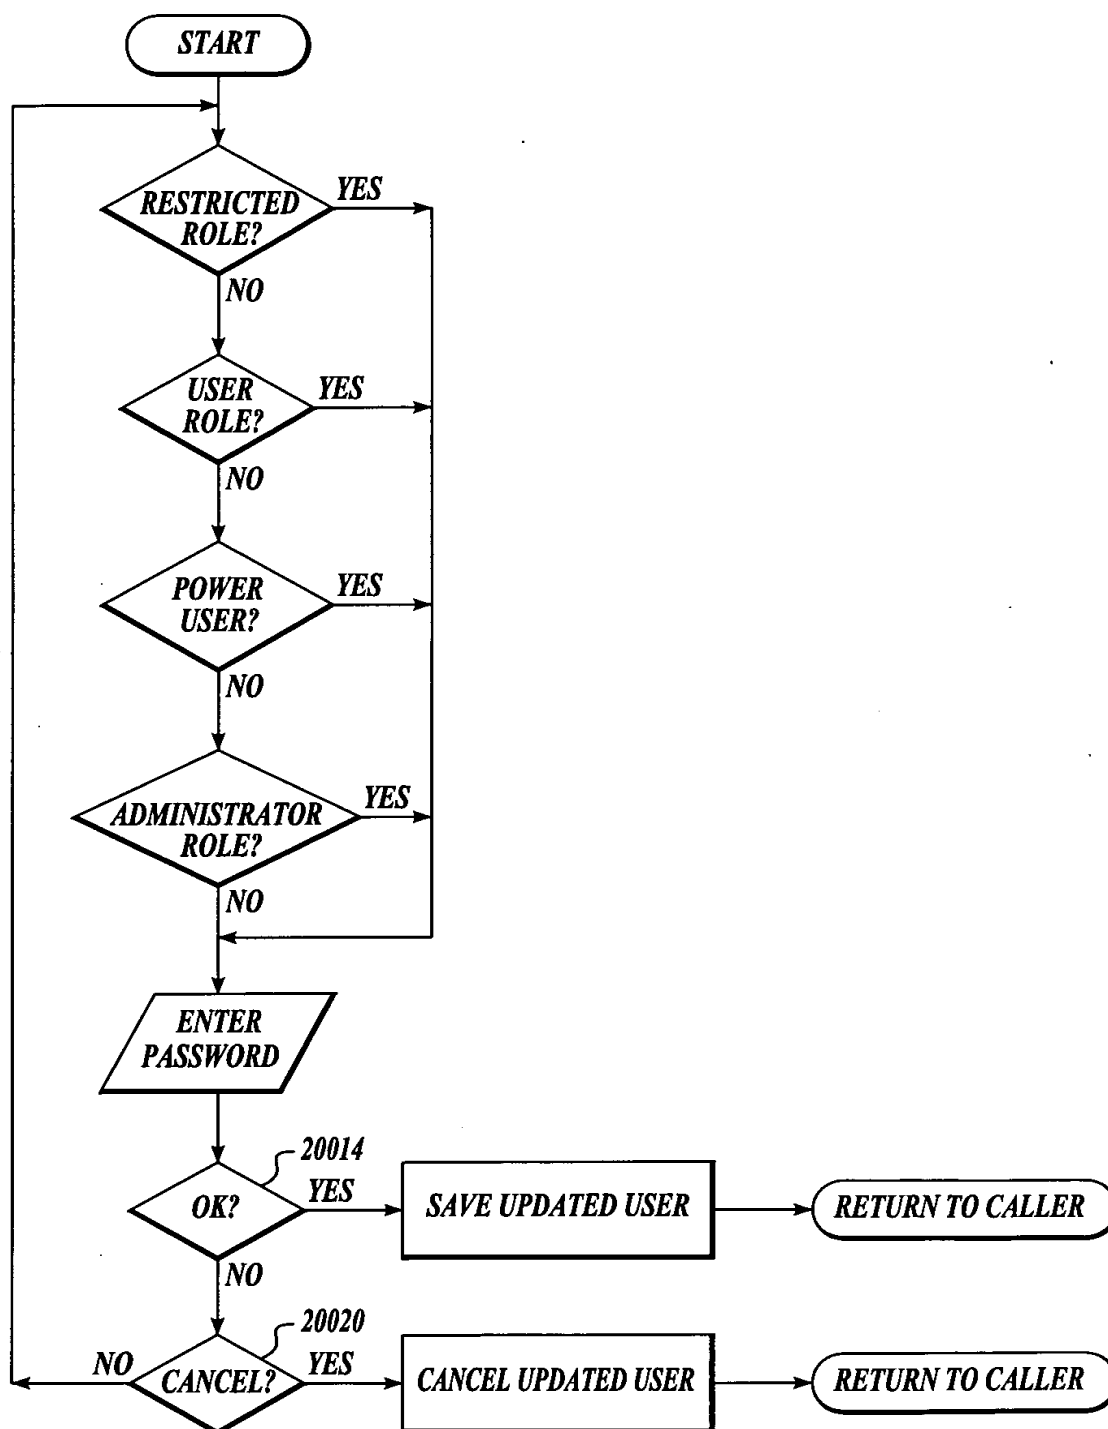 START
RESTRICTED
ROLE?
YES
NO
USER
ROLE?
YES
NO
POWER
USER?
YES
NO
ADMINISTRATOR
ROLE?
YES
NO
ENTER
PASSWORD
20014
OK?
YES
SAVE UPDATED USER
RETURN TO CALLER
NO
20020
NO
CANCEL?
YES
CANCEL UPDATED USER
RETURN TO CALLER